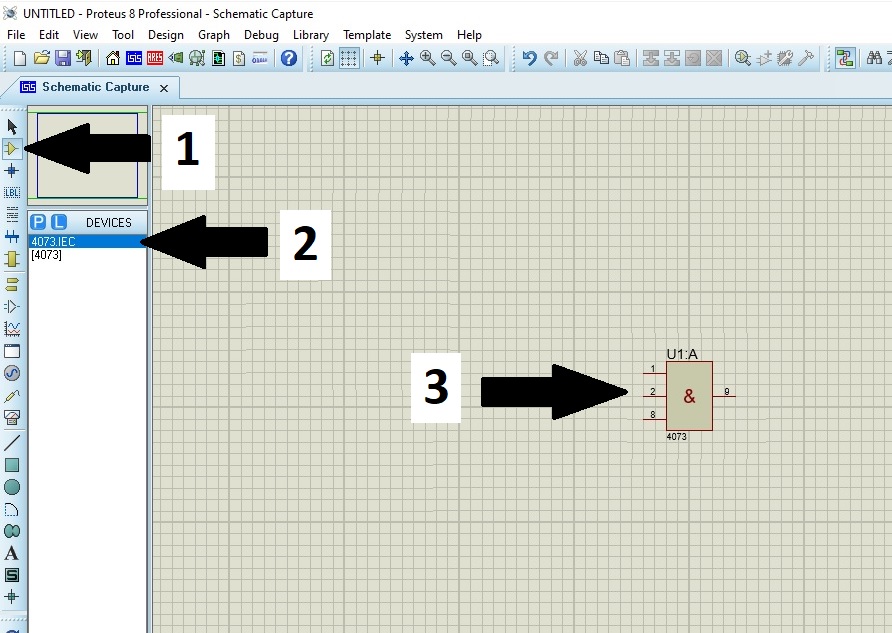 UNTITLED - Proteus 8 Professional - Schematic Capture
File Edit View Tool Design Graph Debug Library Template System Help
Schematic Capture
1
LBL
P L DEVICES
4073.IEC
[4073]
2
3
U1:A
1
2
8
&
9
4073
A
S